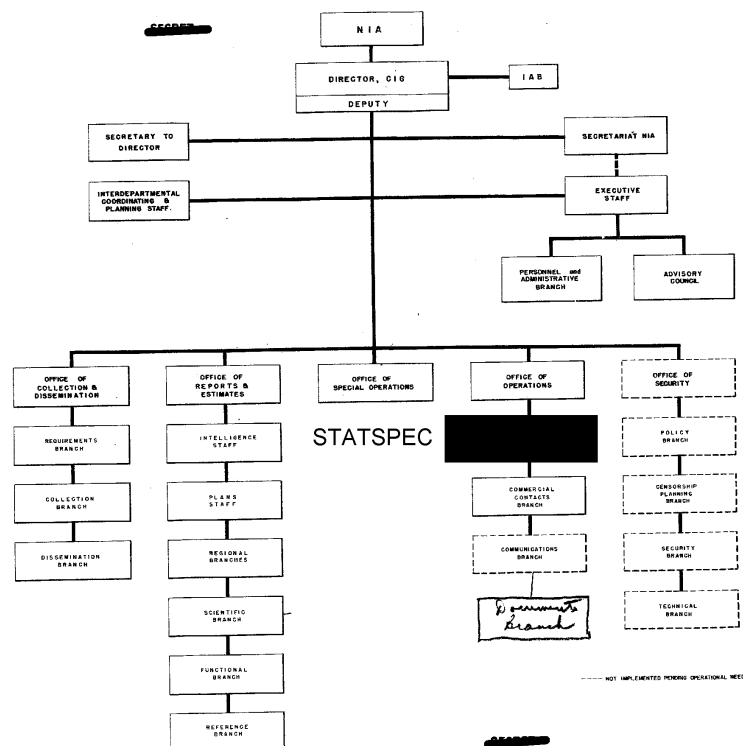 SECRET
NIA
DIRECTOR, CIG
DEPUTY
IAB
SECRETARY TO
DIRECTOR
SECRETARIAT NIA
INTERDEPARTMENTAL
COORDINATING &
PLANNING STAFF.
EXECUTIVE
STAFF
PERSONNEL and
ADMINISTRATIVE
BRANCH
ADVISORY
COUNCIL
OFFICE OF
COLLECTION &
DISSEMINATION
REQUIREMENTS
BRANCH
COLLECTION
BRANCH
DISSEMINATION
BRANCH
OFFICE OF
REPORTS &
ESTIMATES
INTELLIGENCE
STAFF
PLANS
STAFF
REGIONAL
BRANCHES
SCIENTIFIC
BRANCH
FUNCTIONAL
BRANCH
REFERENCE
BRANCH
OFFICE OF
SPECIAL OPERATIONS
STATSPEC
OFFICE OF
OPERATIONS
COMMERCIAL
CONTACTS
BRANCH
COMMUNICATIONS
BRANCH
Documents
Branch
OFFICE OF
SECURITY
POLICY
BRANCH
CENSORSHIP
PLANNING
BRANCH
SECURITY
BRANCH
TECHNICAL
BRANCH
NOT IMPLEMENTED PENDING OPERATIONAL NEED
SECRET